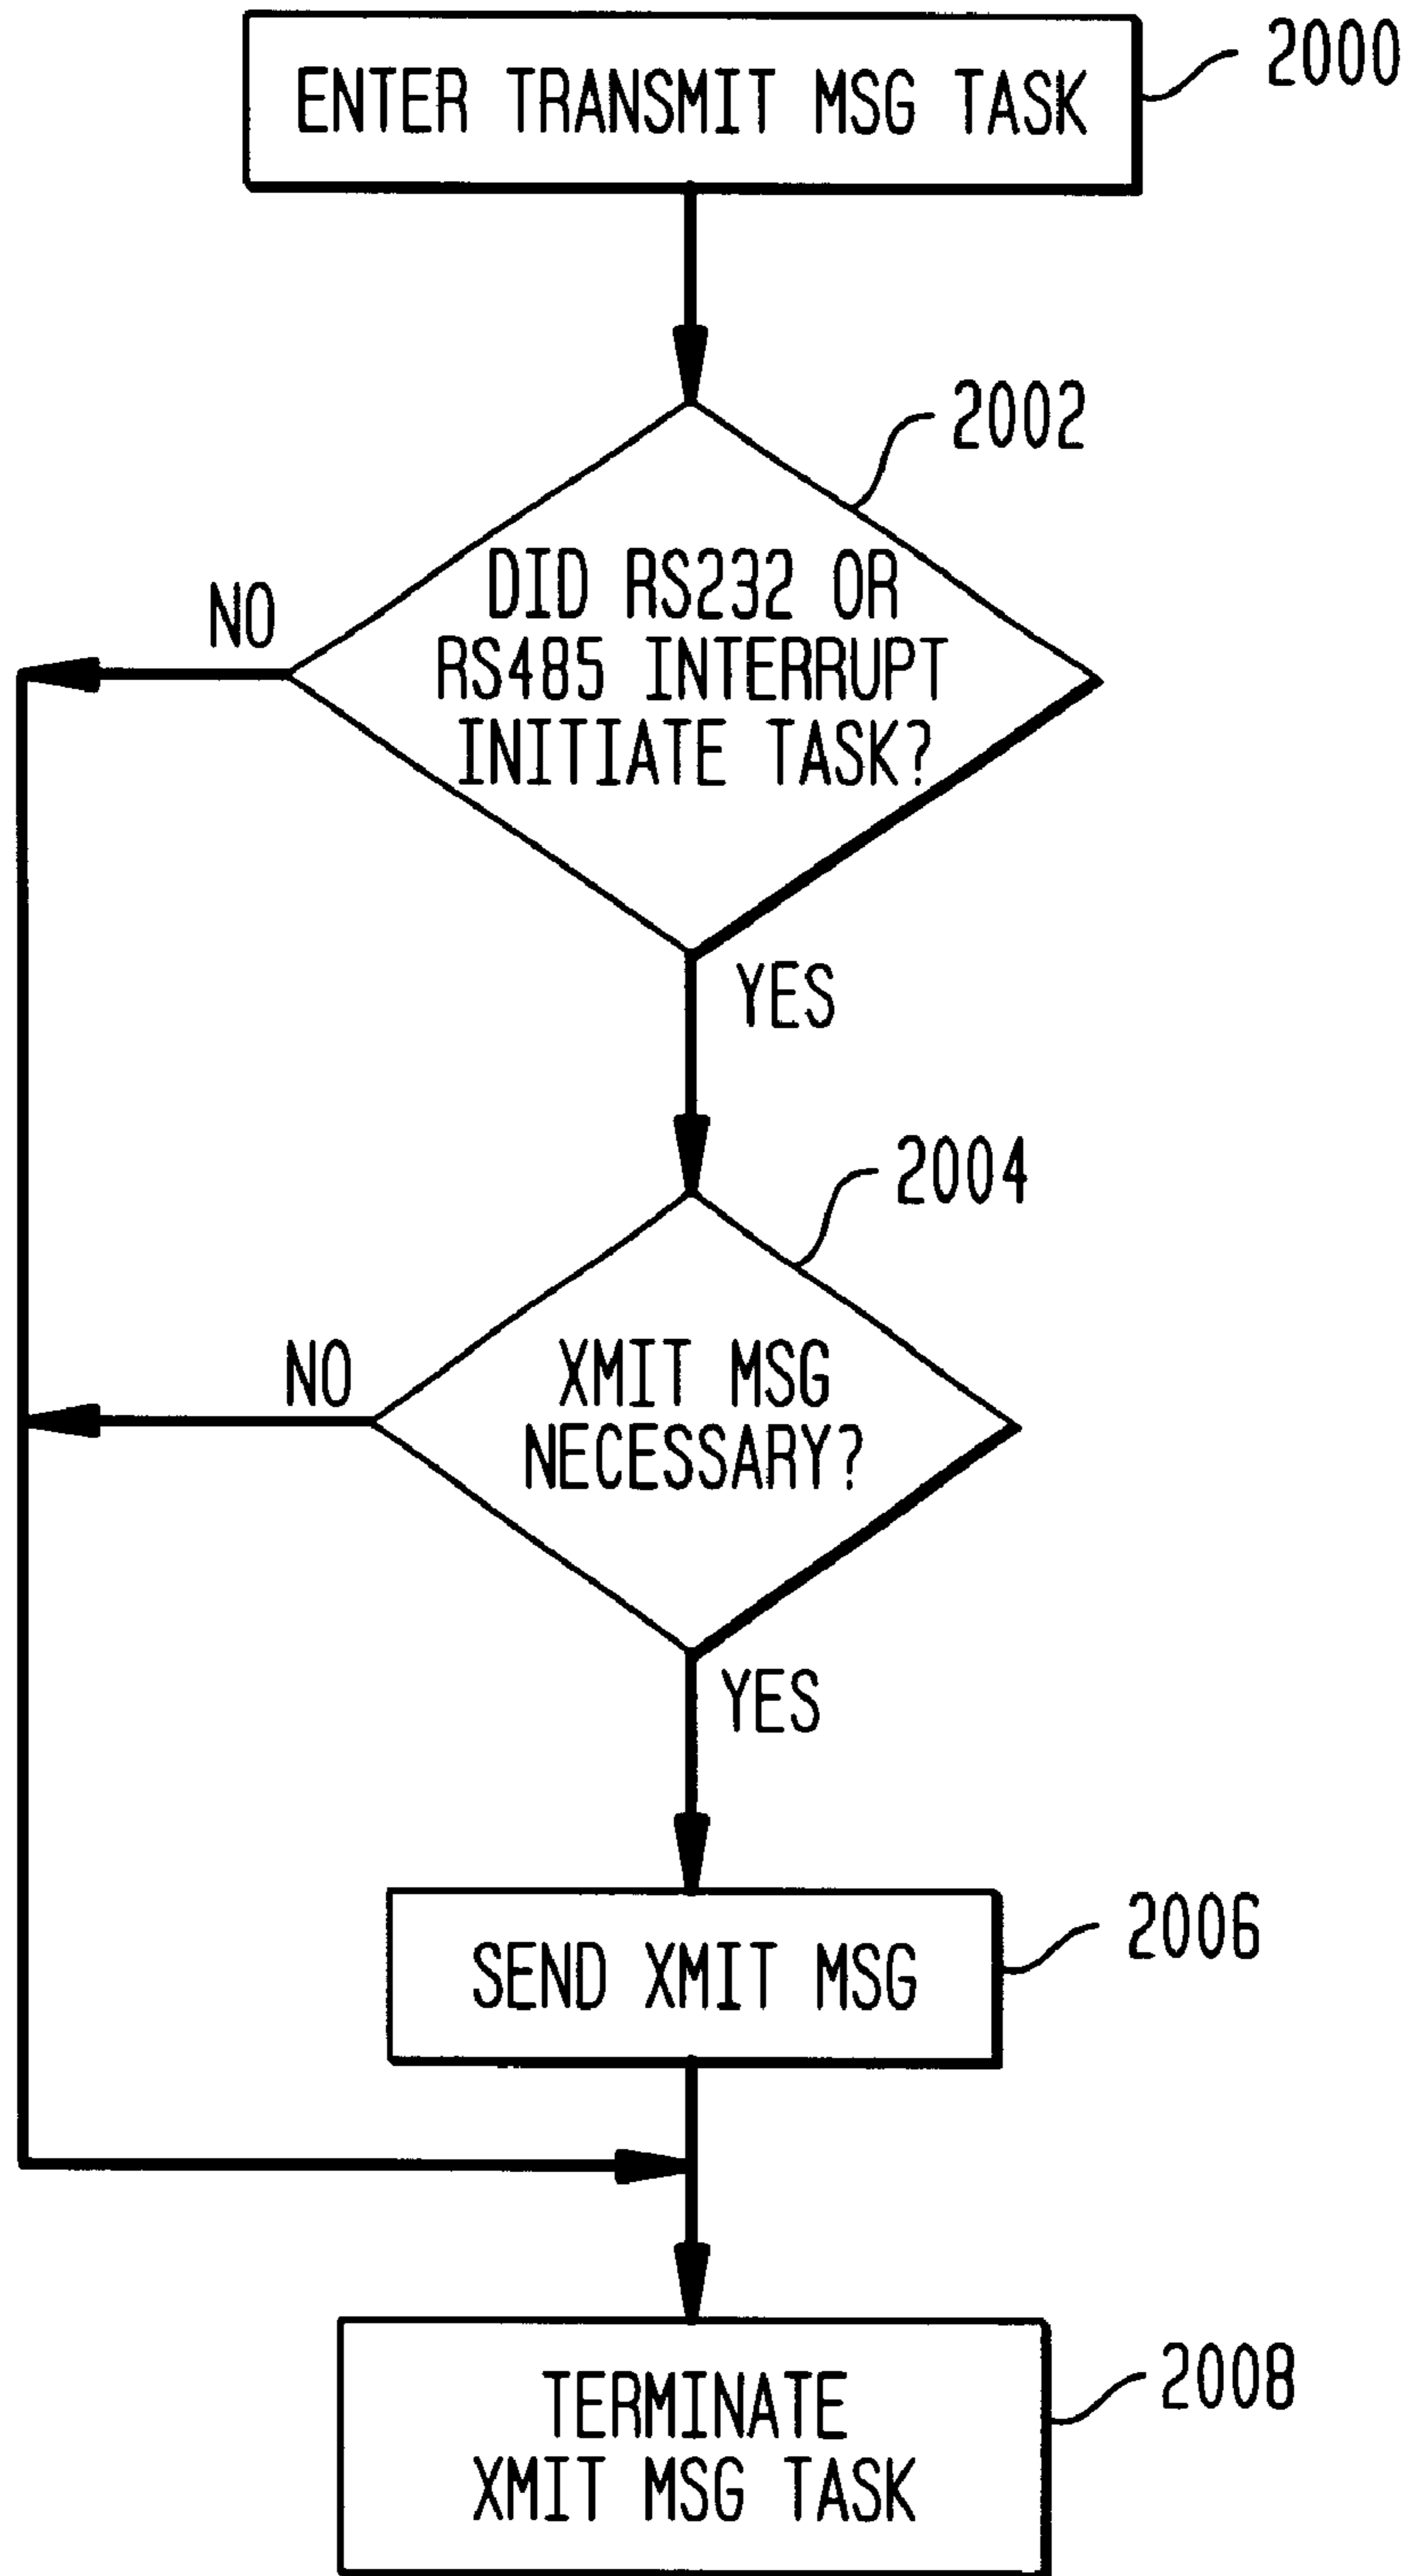 ENTER TRANSMIT MSG TASK
2000
2002
DID RS232 OR
RS485 INTERRUPT
INITIATE TASK?
NO
YES
2004
XMIT MSG
NECESSARY?
NO
YES
SEND XMIT MSG
2006
TERMINATE
XMIT MSG TASK
2008